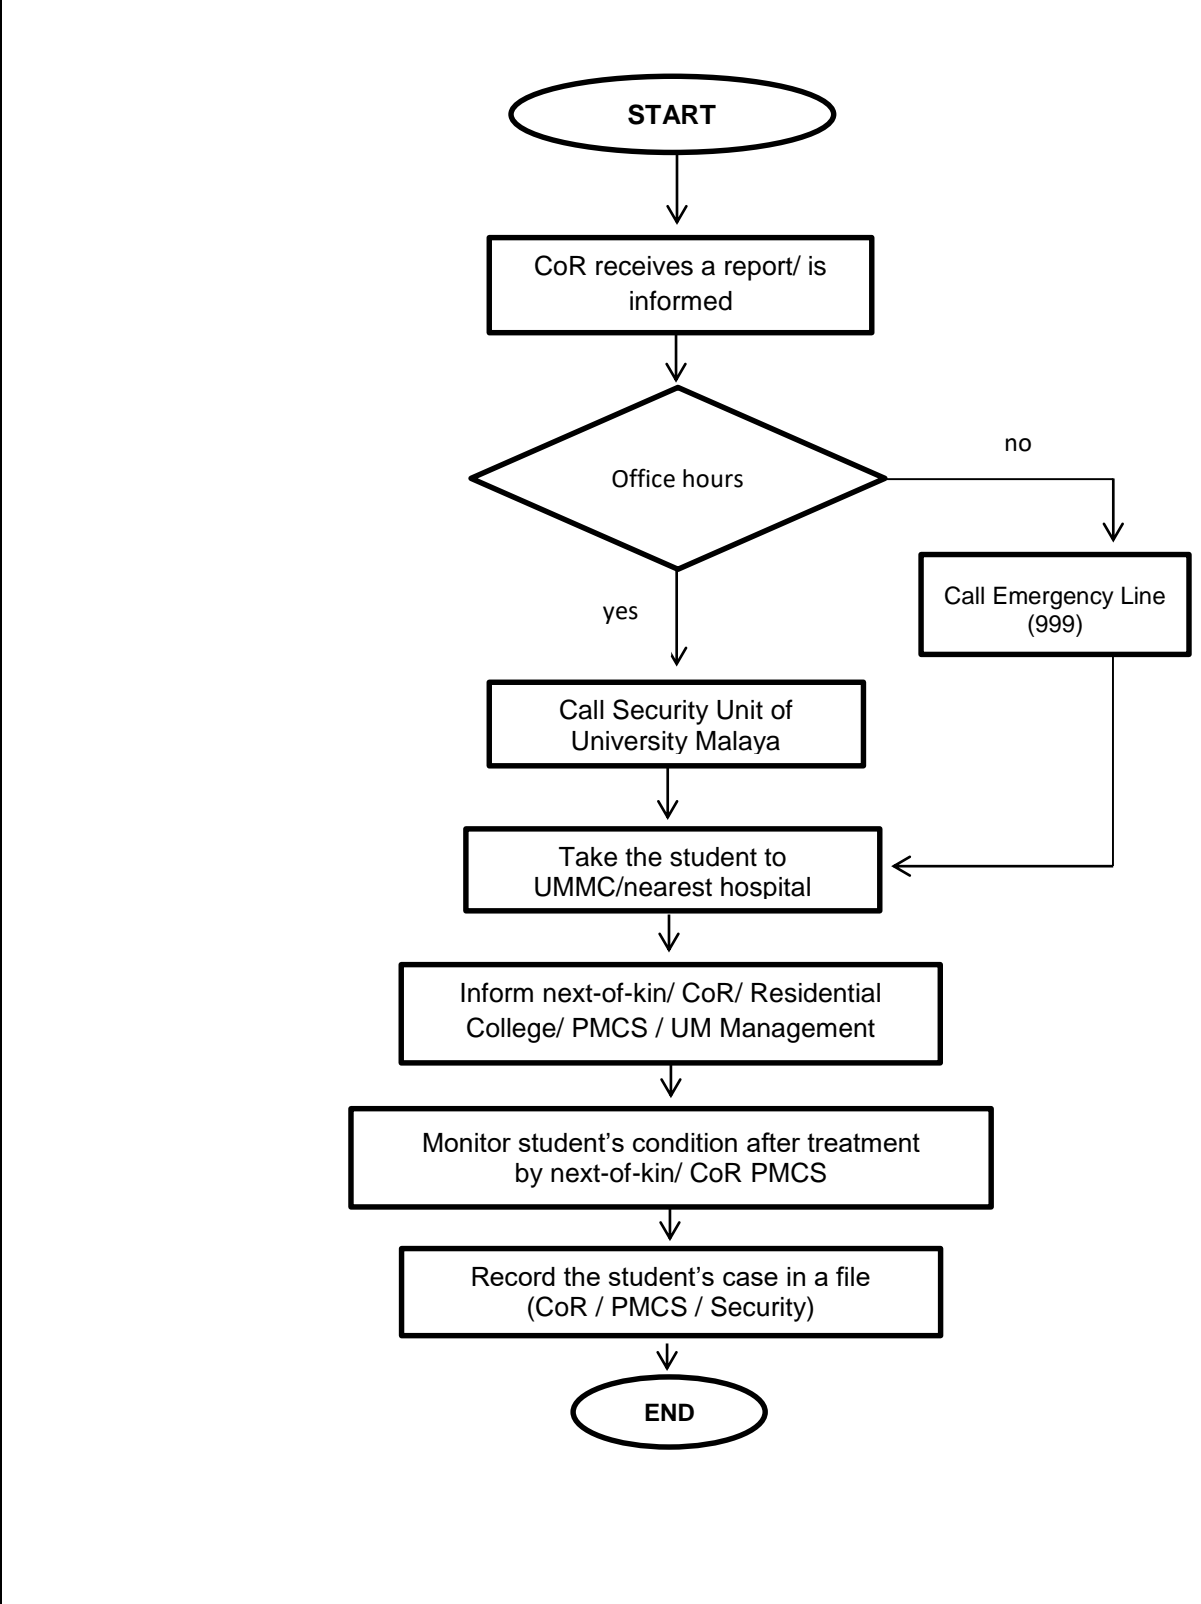 START
CoR receives a report/ is
informed
Office hours
no
yes
Call Emergency Line
(999)
Call Security Unit of
University Malaya
Take the student to
UMMC/nearest hospital
Inform next-of-kin/ CoR/ Residential
College/ PMCS / UM Management
Monitor student’s condition after treatment
by next-of-kin/ CoR PMCS
Record the student’s case in a file
(CoR / PMCS / Security)
END